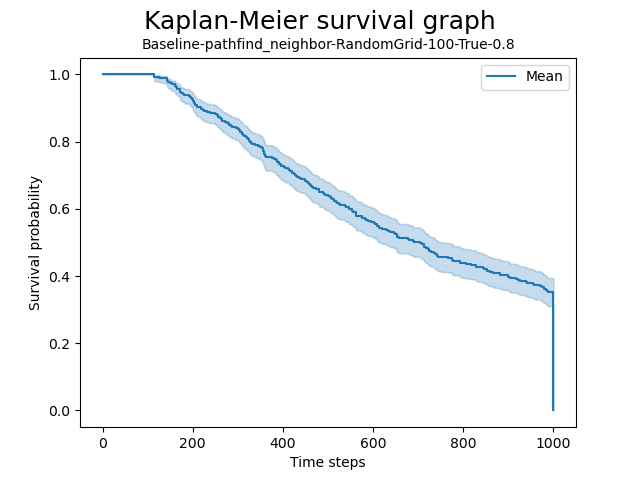 Kaplan-Meier survival graph
Baseline-pathfind_neighbor-RandomGrid-100-True-0.8
Mean
1.0
0.8
0.6
0.4
0.2
0.0
Survival probability
0 200 400 600 800 1000
Time steps